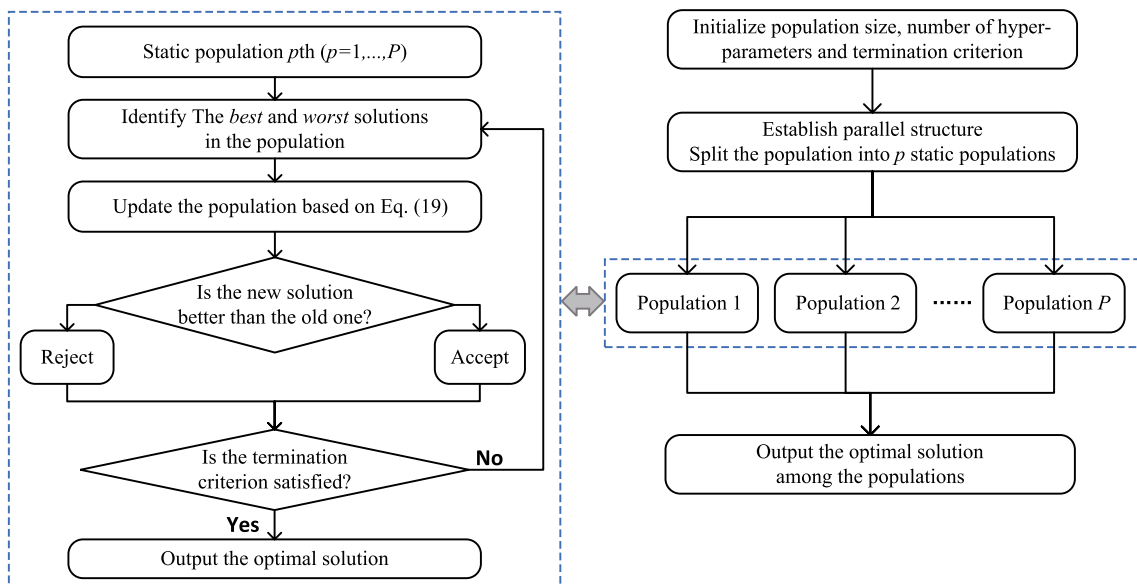 Static population pth (p=1,...,P)
Identify The best and worst solutions
in the population
Update the population based on Eq. (19)
Is the new solution
better than the old one?
Reject
Accept
Is the termination
criterion satisfied?
No
Yes
Output the optimal solution
Initialize population size, number of hyper-
parameters and termination criterion
Establish parallel structure
Split the population into p static populations
Population 1
Population 2
......
Population P
Output the optimal solution
among the populations